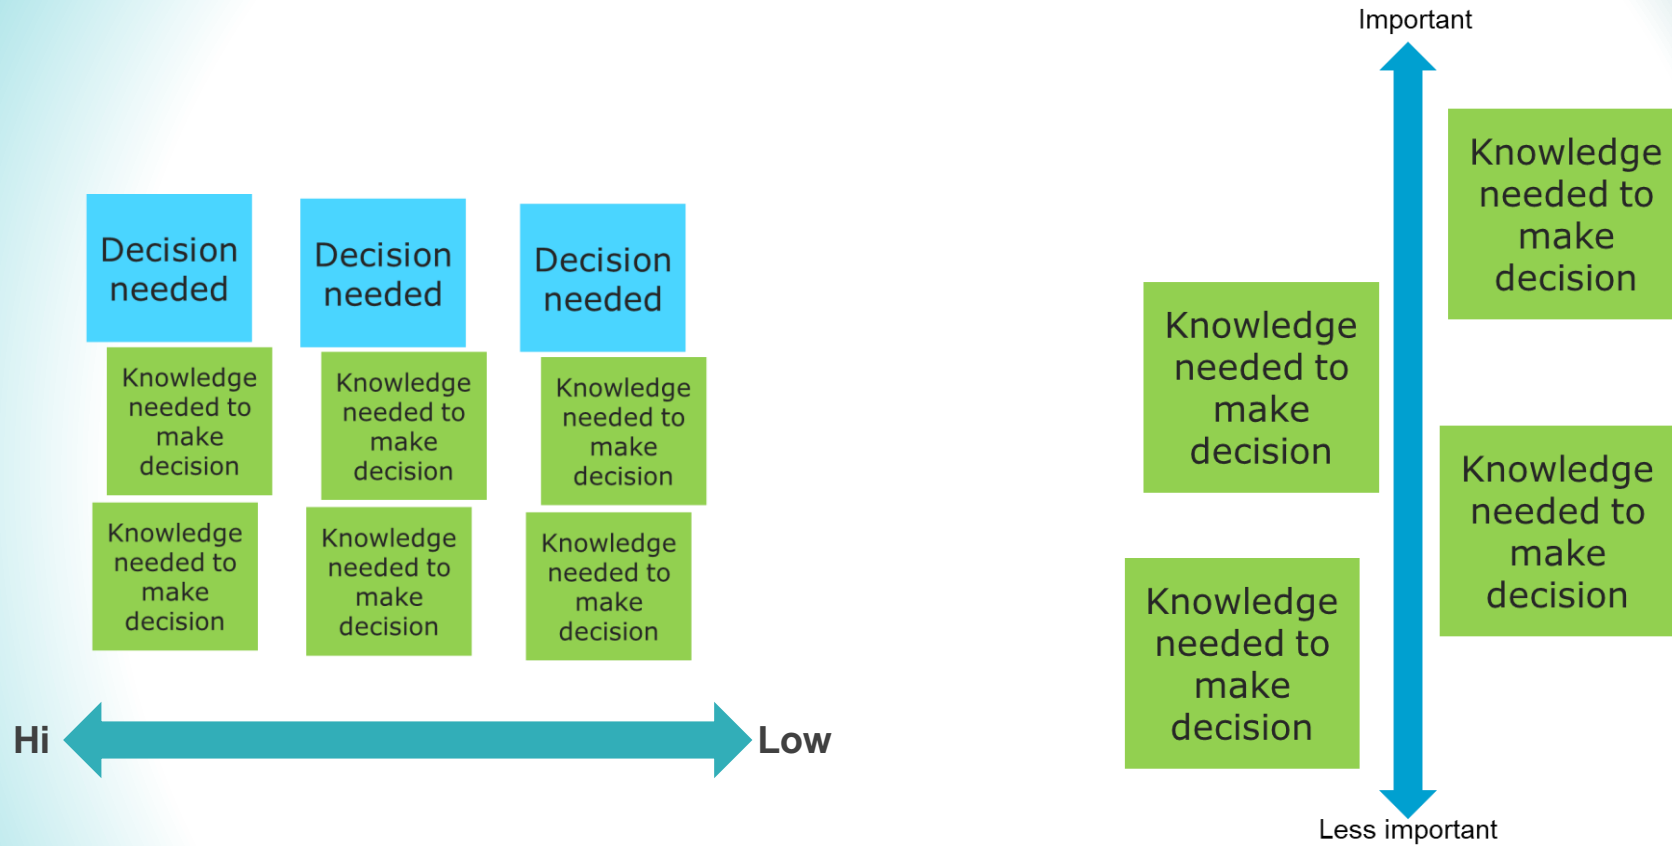 Important
Decision
needed
Knowledge
needed to
make
decision
Knowledge
needed to
make
decision
Decision
needed
Knowledge
needed to
make
decision
Knowledge
needed to
make
decision
Decision
needed
Knowledge
needed to
make
decision
Knowledge
needed to
make
decision
Hi
Low
Knowledge
needed to
make
decision
Knowledge
needed to
make
decision
Knowledge
needed to
make
decision
Knowledge
needed to
make
decision
Less important